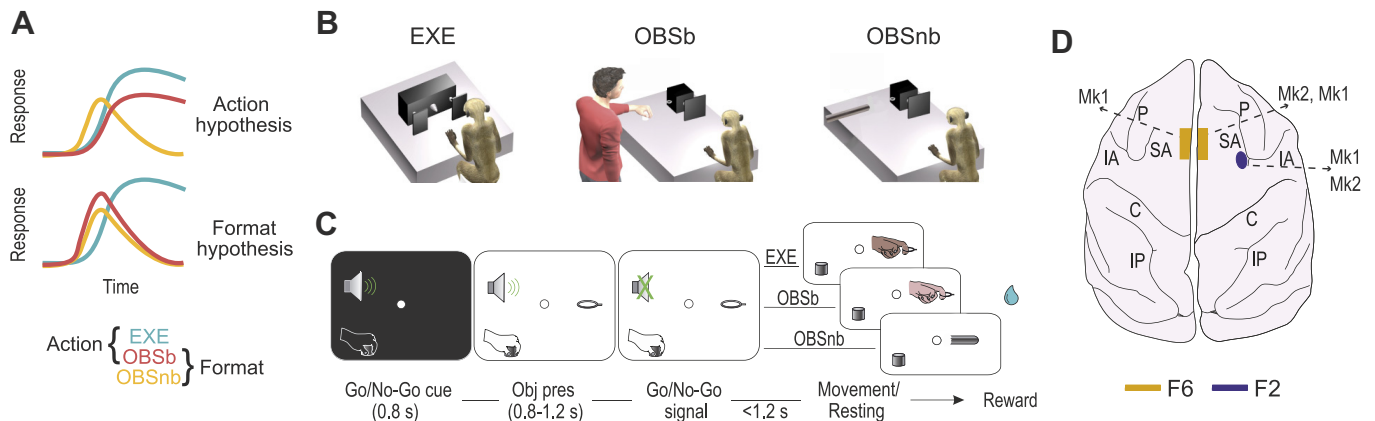 A
Response
Action
hypothesis
Response
Format
hypothesis
Time
Action { EXE
OBSb } Format
OBSnb
B
EXE
OBSb
OBSnb
C
EXE
OBSb
OBSnb
Go/No-Go cue
(0.8 s)
Obj pres
(0.8-1.2 s)
Go/No-Go
signal
<1.2 s
Movement/
Resting
Reward
D
Mk1
Mk2, Mk1
P
P
SA
SA
IA
IA
Mk1
Mk2
C
C
IP
IP
F6
F2